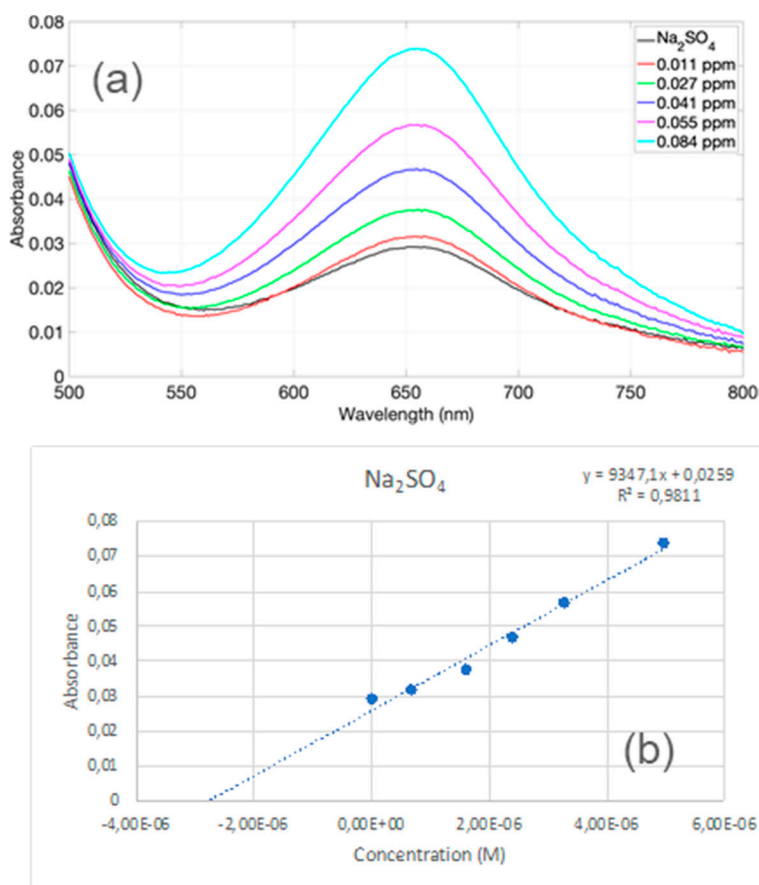 (a)
Absorbance
0.08
0.07
0.06
0.05
0.04
0.03
0.02
0.01
0
500
550
600
650
700
750
800
Wavelength (nm)
Na₂SO₄
0.011 ppm
0.027 ppm
0.041 ppm
0.055 ppm
0.084 ppm
Na₂SO₄
y = 9347,1x + 0,0259
R² = 0,9811
Absorbance
0,08
0,07
0,06
0,05
0,04
0,03
0,02
0,01
0
-4,00E-06
-2,00E-06
0,00E+00
2,00E-06
4,00E-06
6,00E-06
Concentration (M)
(b)